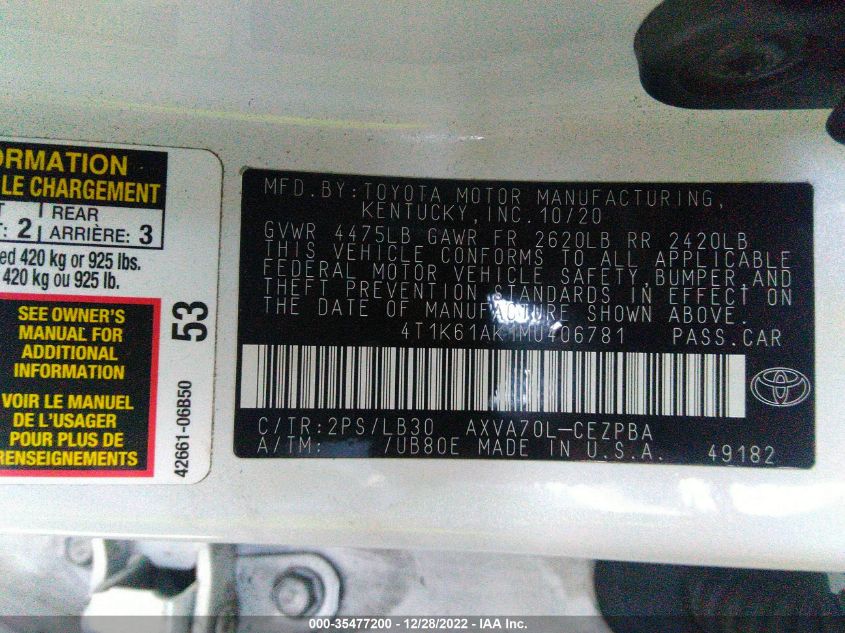 ORMATION
LE CHARGEMENT
T: 2 REAR ARRIÈRE: 3
ed 420 kg or 925 lbs.
420 kg ou 925 lb.
SEE OWNER'S
MANUAL FOR
ADDITIONAL
INFORMATION
VOIR LE MANUEL
DE L'USAGER
POUR PLUS DE
RENSEIGNEMENTS
53
42661-06B50
MFD.BY:TOYOTA MOTOR MANUFACTURING,
KENTUCKY,INC.10/20
GVWR 4475LB GAWR FR 2620LB RR 2420LB
THIS VEHICLE CONFORMS TO ALL APPLICABLE
FEDERAL MOTOR VEHICLE SAFETY,BUMPER,AND
THEFT PREVENTION STANDARDS IN EFFECT ON
THE DATE OF MANUFACTURE SHOWN ABOVE.
4T1K61AK1MU406781 PASS.CAR
C/TR:2PS/LB30 AXVA70L-CEZPBA
A/TM: /UB80E MADE IN U.S.A. 49182
000-35477200 - 12/28/2022 - IAA Inc.